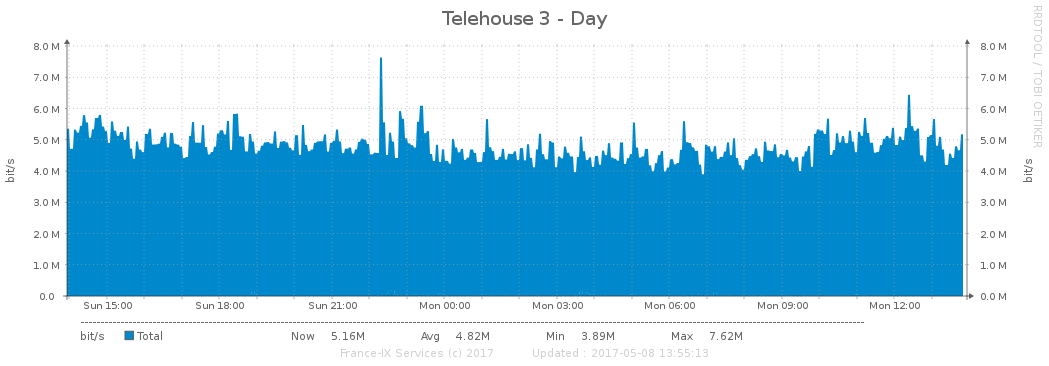 Telehouse 3 - Day
RRDTOOL / TOBI OETIKER
8.0 M 8.0 M
7.0 M 7.0 M
6.0 M 6.0 M
5.0 M 5.0 M
4.0 M 4.0 M
3.0 M 3.0 M
2.0 M 2.0 M
1.0 M 1.0 M
0.0 0.0 M
bit/s
bit/s
Sun 15:00 Sun 18:00 Sun 21:00 Mon 00:00 Mon 03:00 Mon 06:00 Mon 09:00 Mon 12:00
bit/s Total Now 5.16M Avg 4.82M Min 3.89M Max 7.62M
France-IX Services (c) 2017 Updated : 2017-05-08 13:55:13